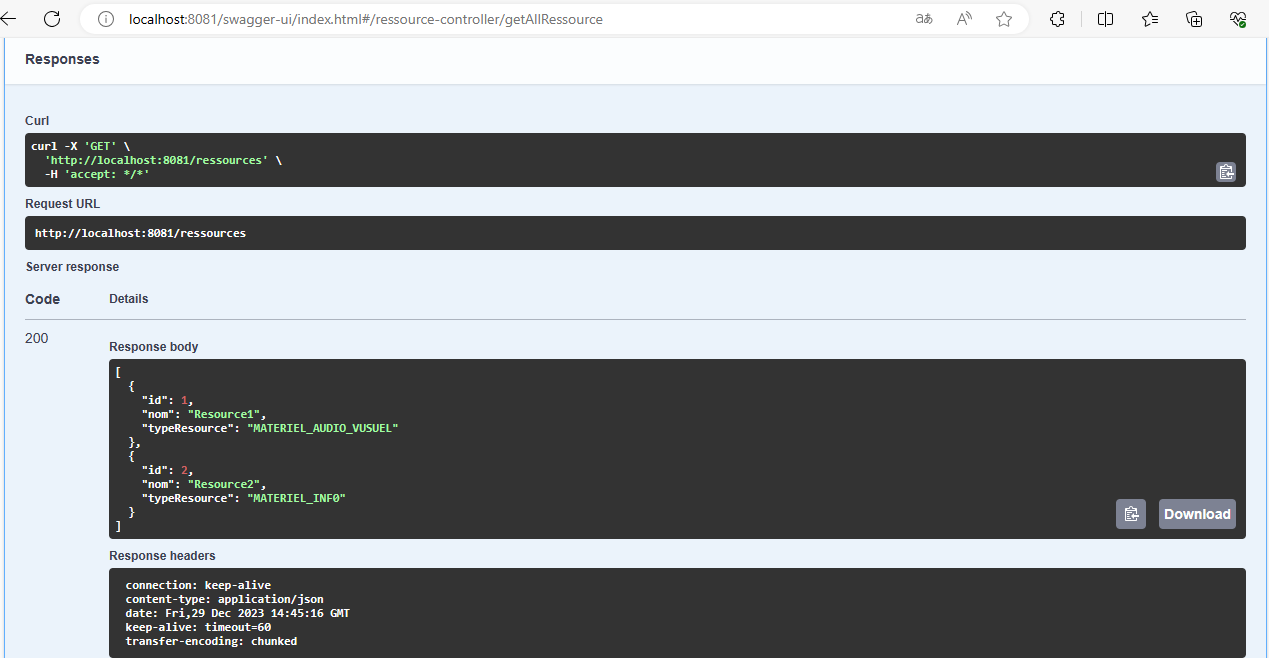 localhost:8081/swagger-ui/index.html#/ressource-controller/getAllRessource
Responses
Curl
curl -X 'GET' \
'http://localhost:8081/ressources' \
-H 'accept: */*'
Request URL
http://localhost:8081/ressources
Server response
Code Details
200
Response body
[
{
"id": 1,
"nom": "Resource1",
"typeResource": "MATERIEL_AUDIO_VUSUEL"
},
{
"id": 2,
"nom": "Resource2",
"typeResource": "MATERIEL_INFO"
}
]
Download
Response headers
connection: keep-alive
content-type: application/json
date: Fri,29 Dec 2023 14:45:16 GMT
keep-alive: timeout=60
transfer-encoding: chunked